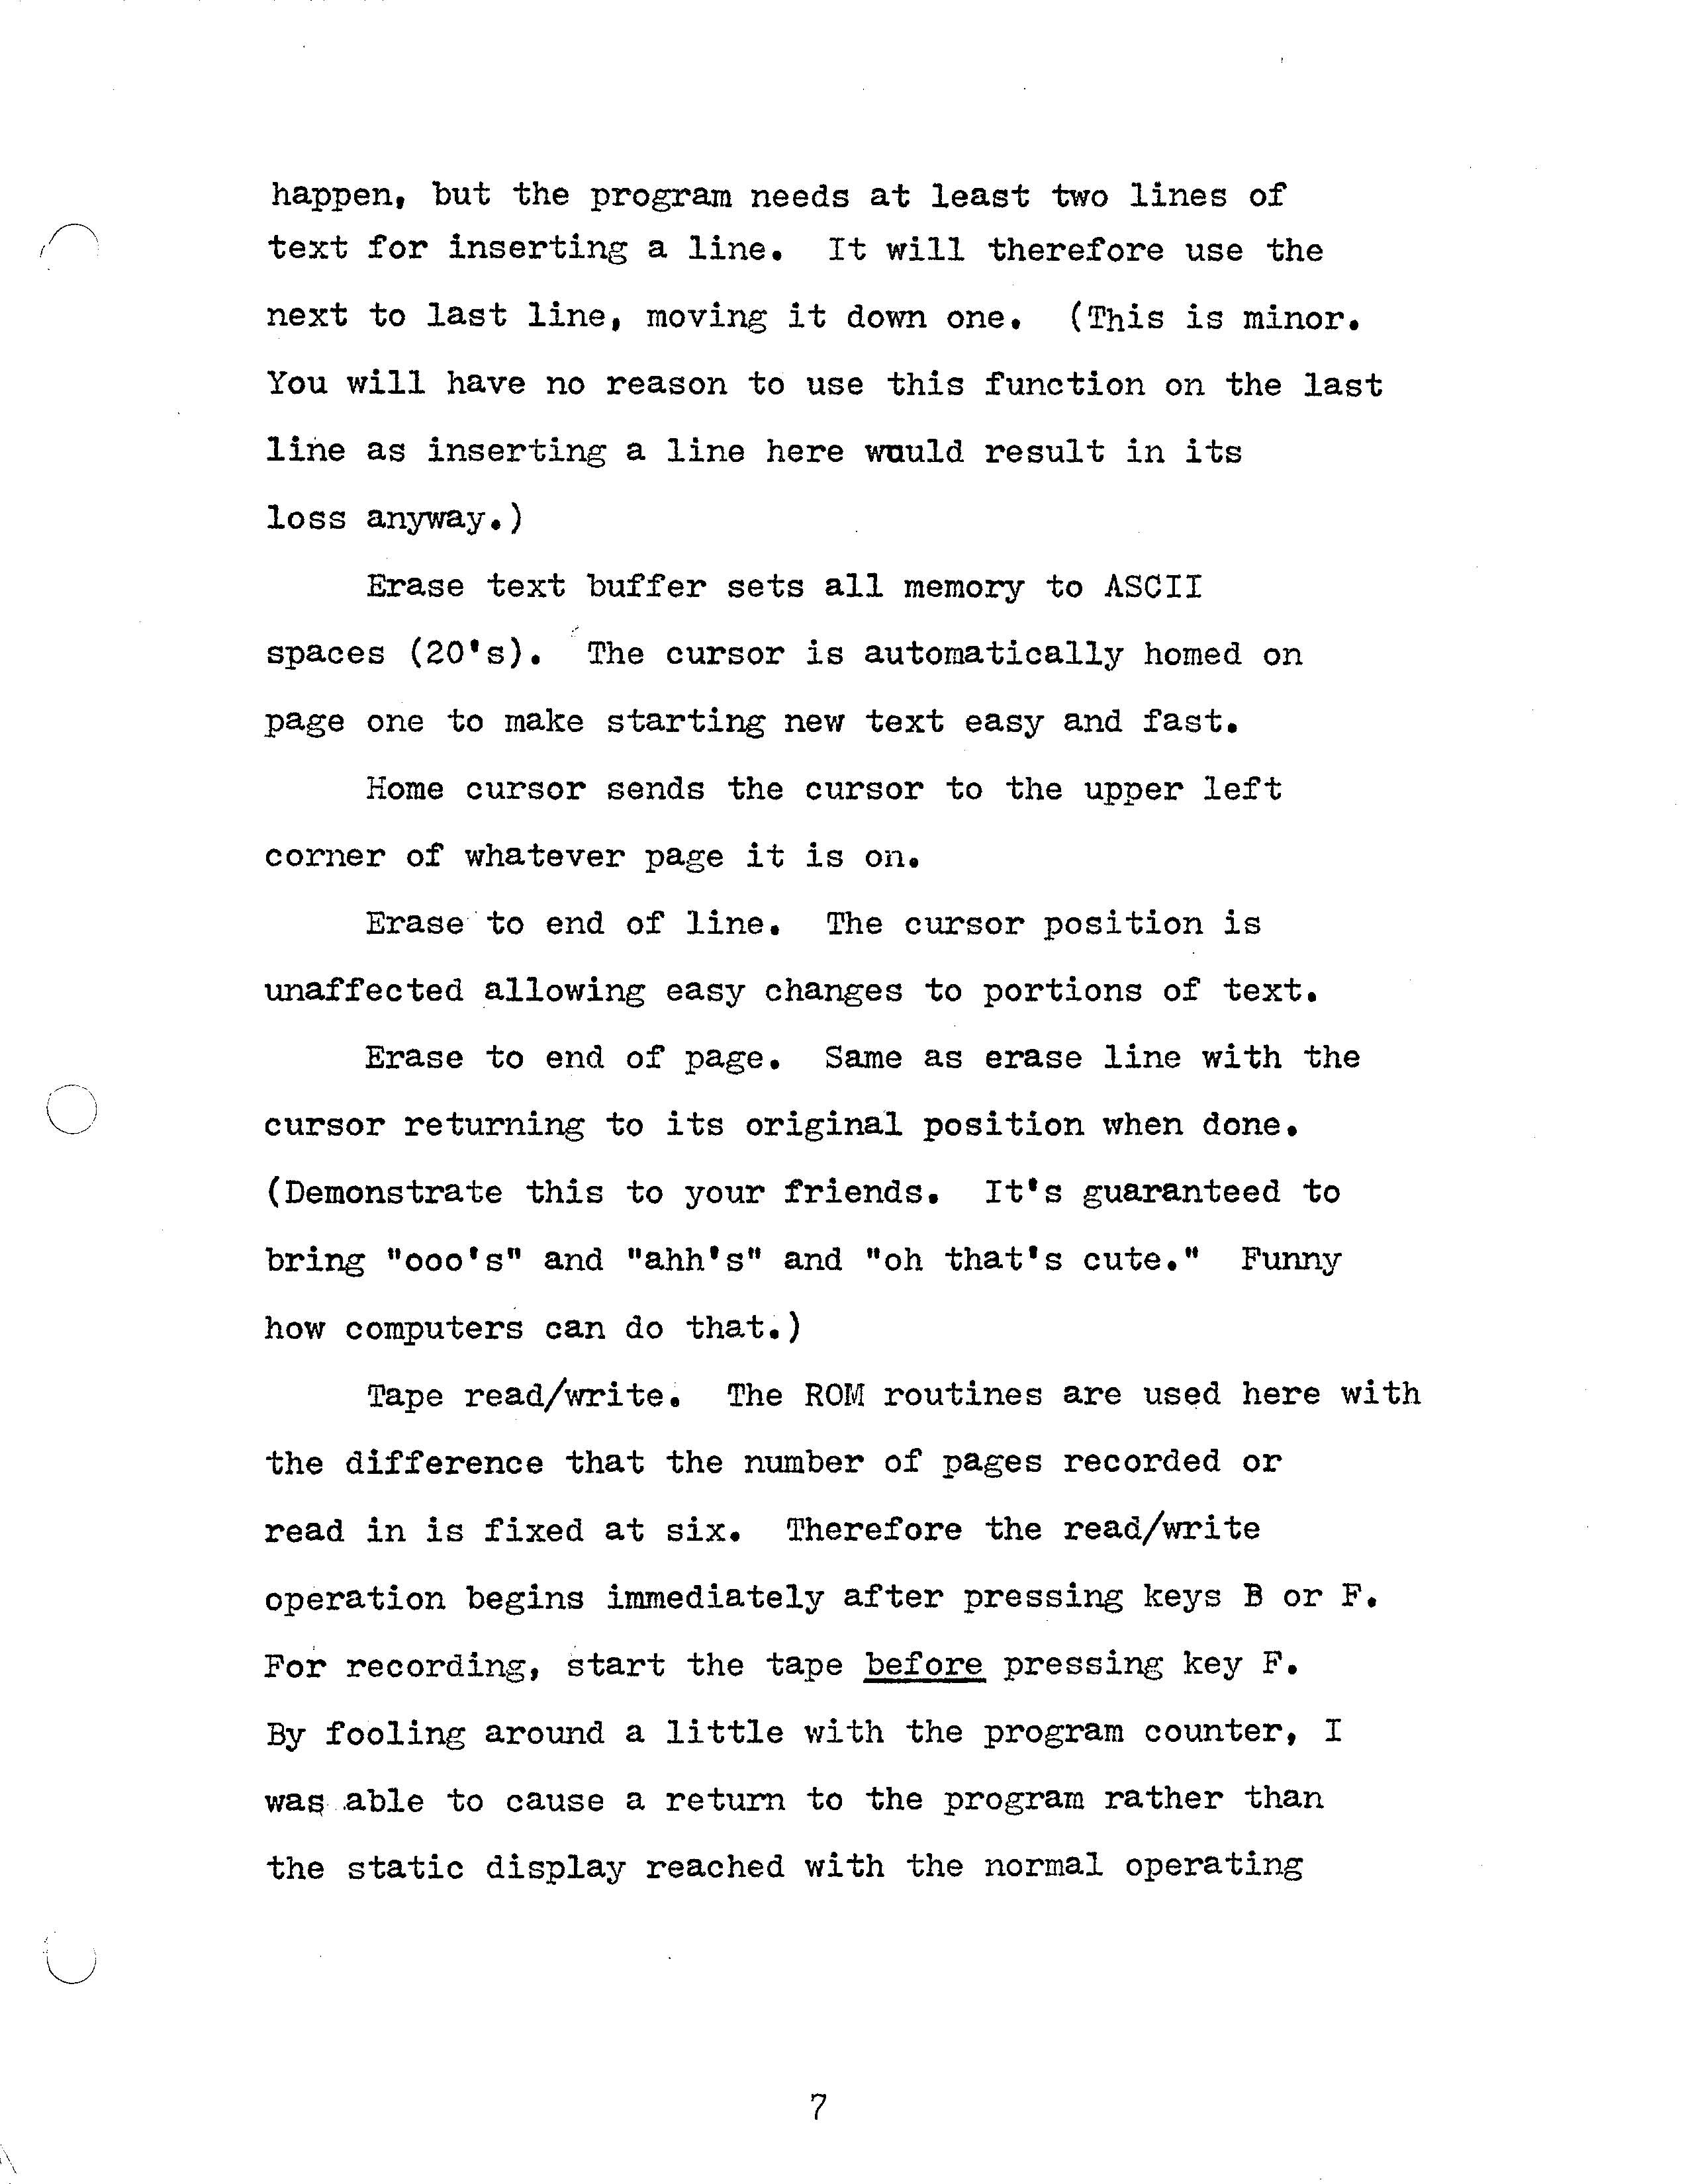 happen, but the program needs at least two lines of
text for inserting a line.  It will therefore use the
next to last line, moving it down one.  (This is minor.
You will have no reason to use this function on the last
line as inserting a line here wuuld result in its
loss anyway.)
Erase text buffer sets all memory to ASCII
spaces (20's).  The cursor is automatically homed on
page one to make starting new text easy and fast.
Home cursor sends the cursor to the upper left
corner of whatever page it is on.
Erase to end of line.  The cursor position is
unaffected allowing easy changes to portions of text.
Erase to end of page.  Same as erase line with the
cursor returning to its original position when done.
(Demonstrate this to your friends.  It's guaranteed to
bring "ooo's" and "ahh's" and "oh that's cute."  Funny
how computers can do that.)
Tape read/write.  The ROM routines are used here with
the difference that the number of pages recorded or
read in is fixed at six.  Therefore the read/write
operation begins immediately after pressing keys B or F.
For recording, start the tape before pressing key F.
By fooling around a little with the program counter, I
was able to cause a return to the program rather than
the static display reached with the normal operating
7